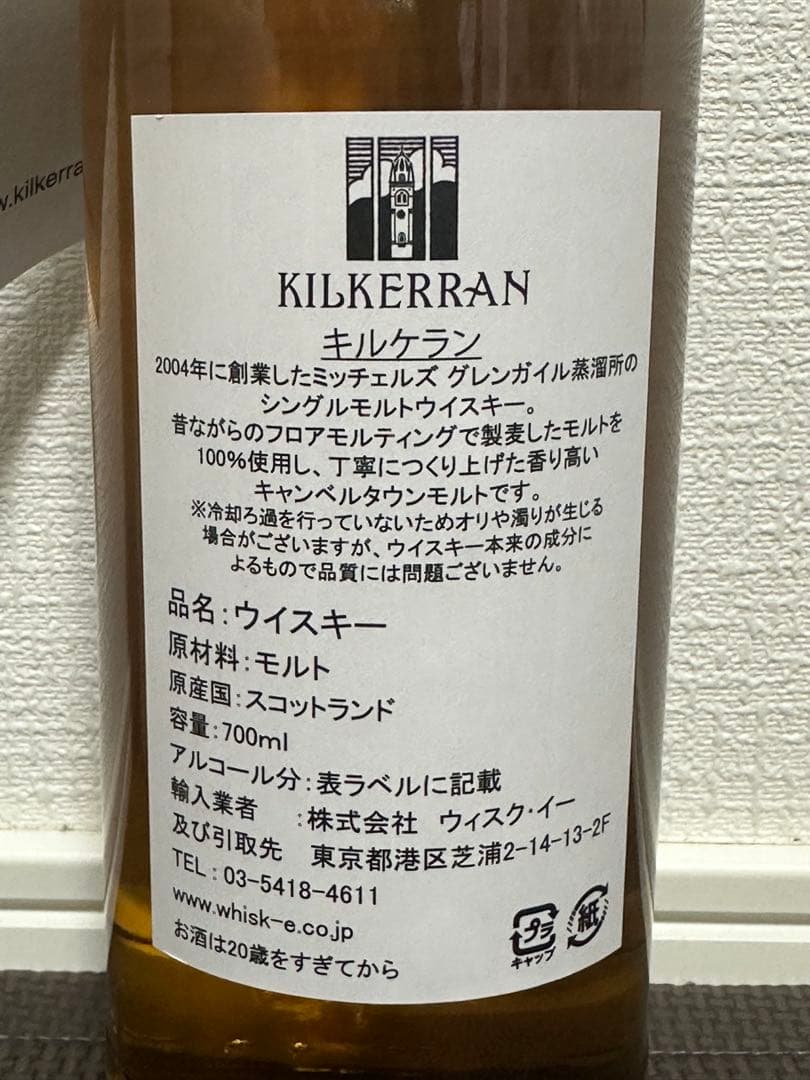 w.kilkerra
KILKERRAN
キルケラン
2004年に創業したミッチェルズ グレンガイル蒸溜所の
シングルモルトウイスキー。
昔ながらのフロアモルティングで製麦したモルトを
100%使用し、丁寧につくり上げた香り高い
キャンベルタウンモルトです。
※冷却ろ過を行っていないためオリや濁りが生じる
場合がございますが、ウイスキー本来の成分に
よるもので品質には問題ございません。
品名:ウイスキー
原材料:モルト
原産国:スコットランド
容量:700ml
アルコール分:表ラベルに記載
輸入業者 :株式会社 ウィスク・イー
及び引取先 東京都港区芝浦2-14-13-2F
TEL:03-5418-4611
www.whisk-e.co.jp
お酒は20歳をすぎてから
プラ
キャップ
紙